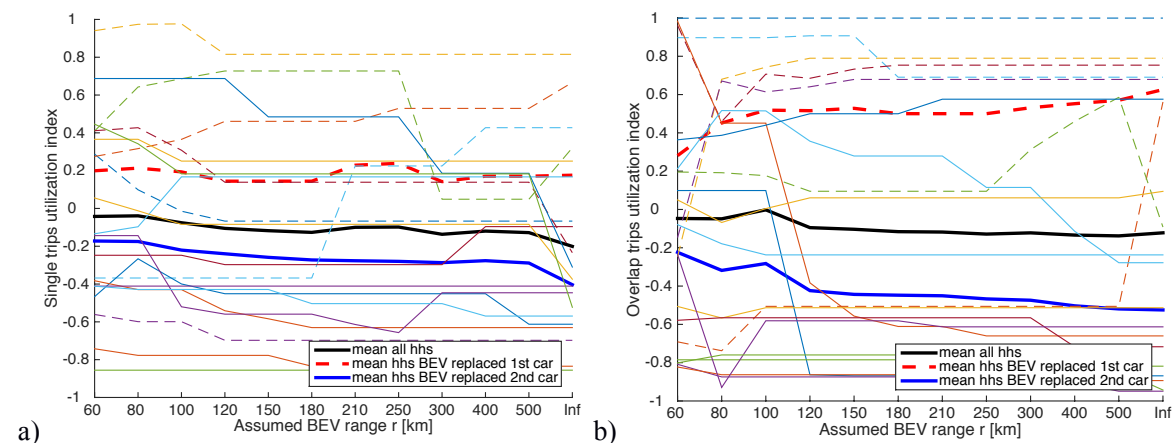 a)
Single trips utilization index
1
0.8
0.6
0.4
0.2
0
-0.2
-0.4
-0.6
-0.8
-1
60 80 100 120 150 180 210 250 300 400 500 Inf
Assumed BEV range r [km]
mean all hhs
mean hhs BEV replaced 1st car
mean hhs BEV replaced 2nd car
b)
Overlap trips utilization index
1
0.8
0.6
0.4
0.2
0
-0.2
-0.4
-0.6
-0.8
-1
60 80 100 120 150 180 210 250 300 400 500 Inf
Assumed BEV range r [km]
mean all hhs
mean hhs BEV replaced 1st car
mean hhs BEV replaced 2nd car